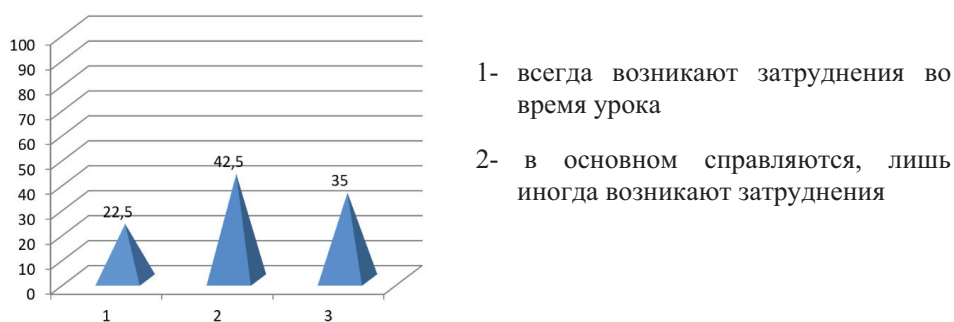 100
90
80
70
60
50
40
30
20
10
0
22,5
42,5
35
1 2 3
1- всегда возникают затруднения во
время урока
2- в основном справляются, лишь
иногда возникают затруднения